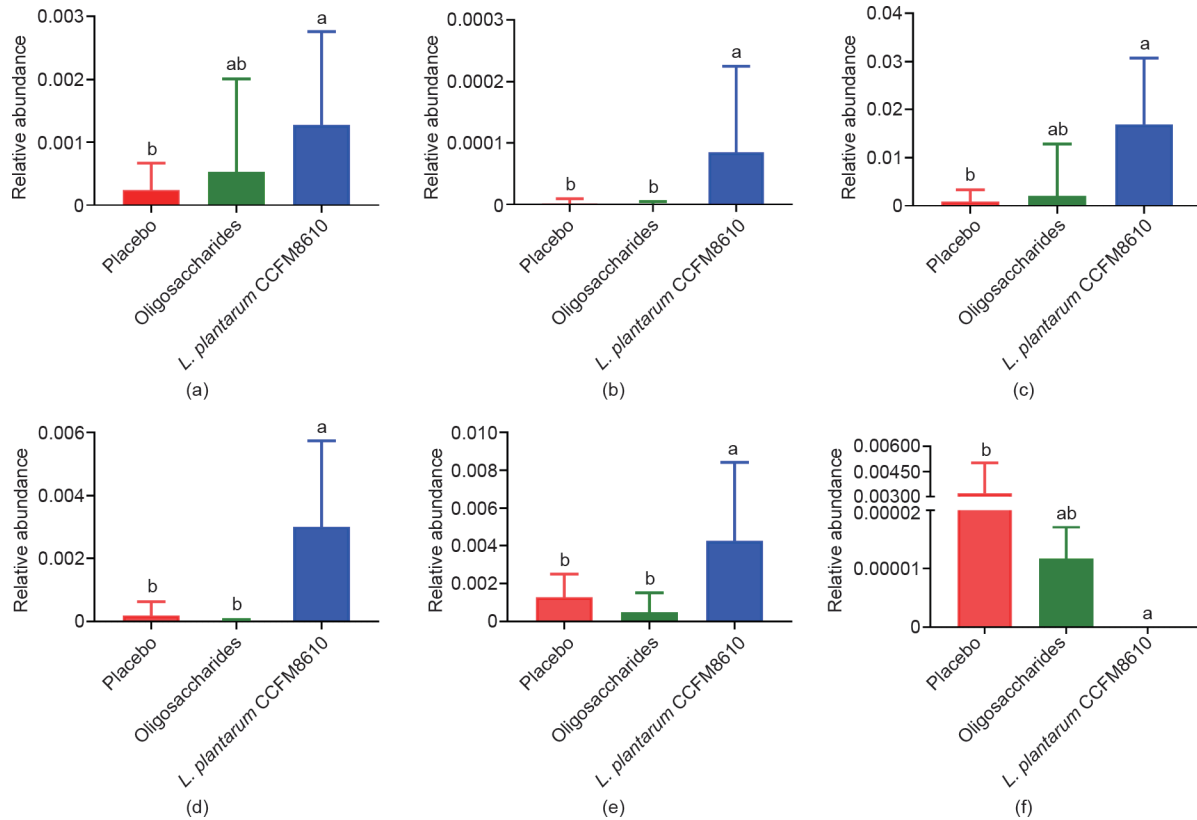 0.003
0.002
0.001
0
Relative abundance
b
ab
a
Placebo
Oligosaccharides
L. plantarum CCFM8610
(a)
0.0003
0.0002
0.0001
0
Relative abundance
b
b
a
Placebo
Oligosaccharides
L. plantarum CCFM8610
(b)
0.04
0.03
0.02
0.01
0
Relative abundance
b
ab
a
Placebo
Oligosaccharides
L. plantarum CCFM8610
(c)
0.006
0.004
0.002
0
Relative abundance
b
b
a
Placebo
Oligosaccharides
L. plantarum CCFM8610
(d)
0.010
0.008
0.006
0.004
0.002
0
Relative abundance
b
b
a
Placebo
Oligosaccharides
L. plantarum CCFM8610
(e)
0.00600
0.00450
0.00300
0.00002
0.00001
0
Relative abundance
b
ab
a
Placebo
Oligosaccharides
L. plantarum CCFM8610
(f)